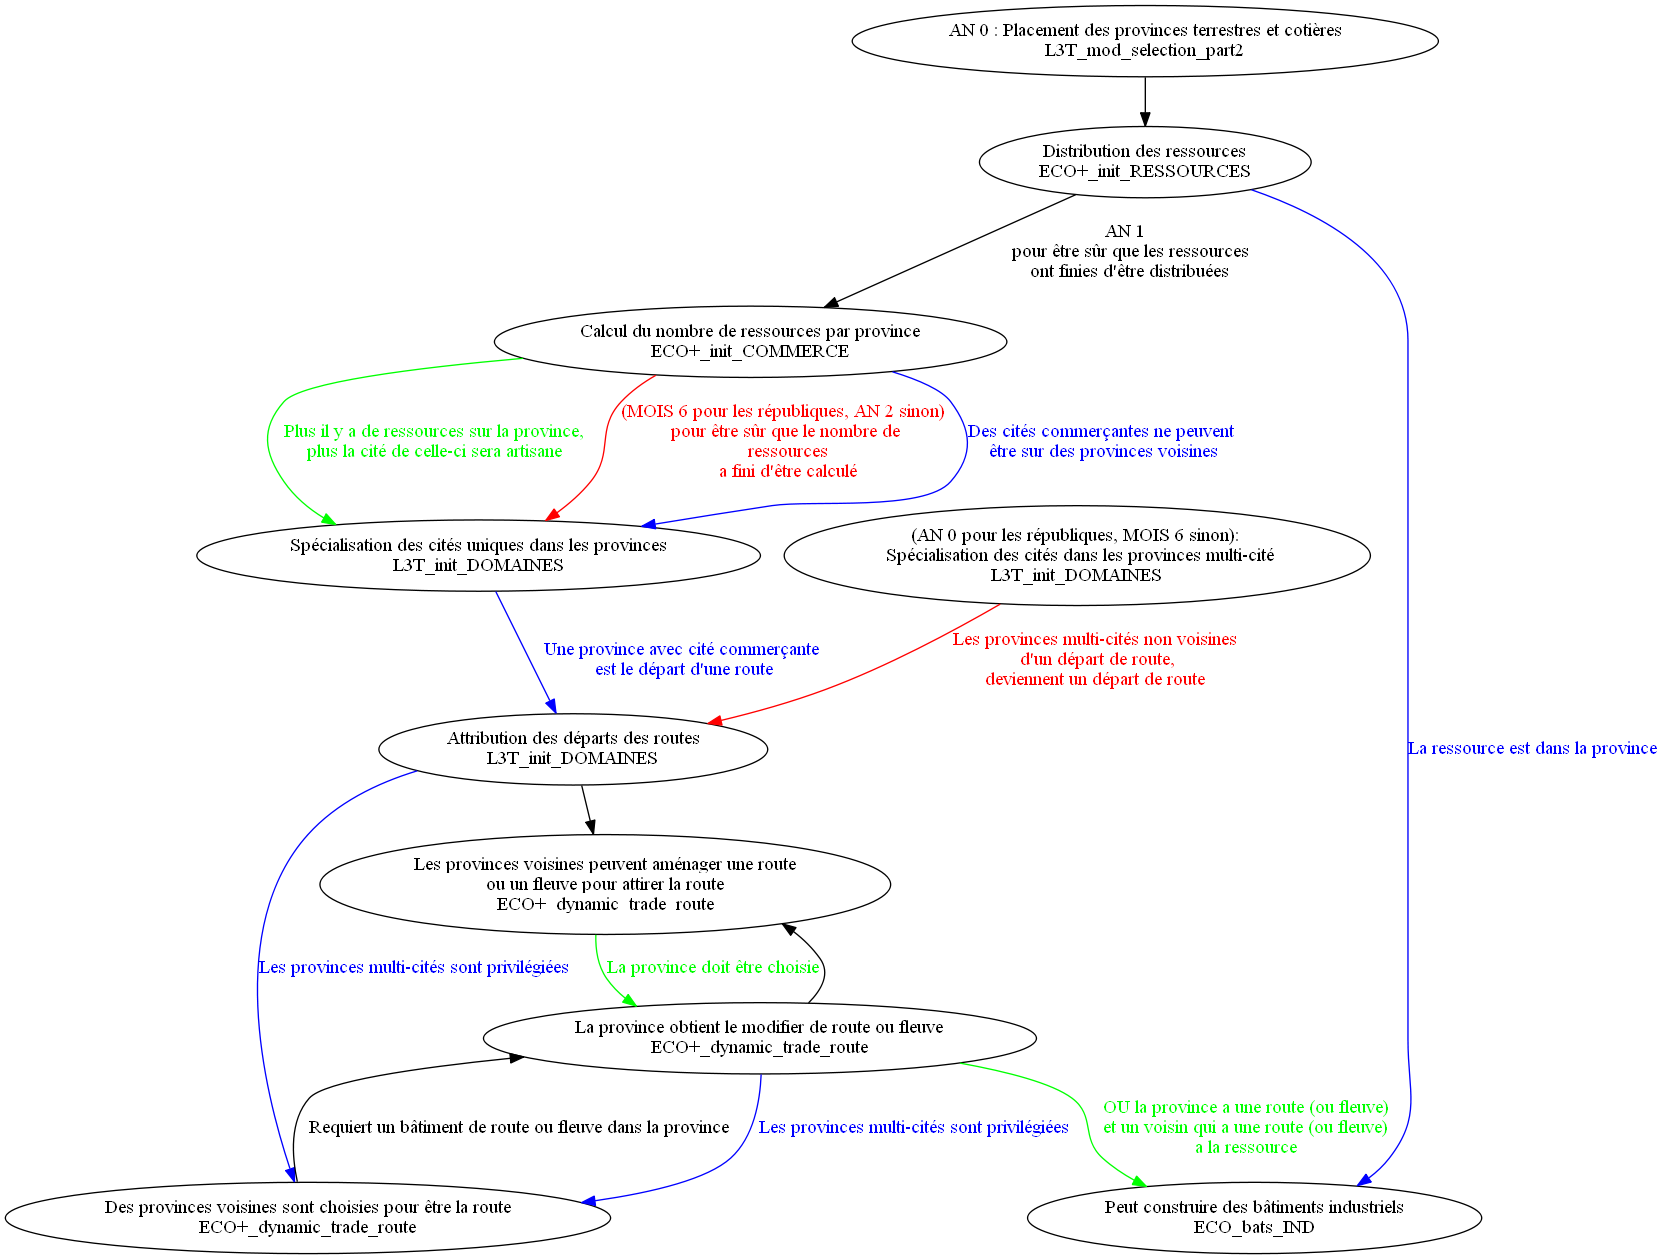 AN 0 : Placement des provinces terrestres et cotières
L3T_mod_selection_part2
Distribution des ressources
ECO+_init_RESSOURCES
AN 1
pour être sûr que les ressources
ont finies d'être distribuées
Calcul du nombre de ressources par province
ECO+_init_COMMERCE
Plus il y a de ressources sur la province,
plus la cité de celle-ci sera artisane
(MOIS 6 pour les républiques, AN 2 sinon)
pour être sûr que le nombre de
ressources
a fini d'être calculé
Des cités commerçantes ne peuvent
être sur des provinces voisines
Spécialisation des cités uniques dans les provinces
L3T_init_DOMAINES
(AN 0 pour les républiques, MOIS 6 sinon):
Spécialisation des cités dans les provinces multi-cité
L3T_init_DOMAINES
Une province avec cité commerçante
est le départ d'une route
Les provinces multi-cités non voisines
d'un départ de route,
deviennent un départ de route
Attribution des départs des routes
L3T_init_DOMAINES
La ressource est dans la province
Les provinces voisines peuvent aménager une route
ou un fleuve pour attirer la route
ECO+_dynamic_trade_route
Les provinces multi-cités sont privilégiées
La province doit être choisie
La province obtient le modifier de route ou fleuve
ECO+_dynamic_trade_route
Requiert un bâtiment de route ou fleuve dans la province
Les provinces multi-cités sont privilégiées
OU la province a une route (ou fleuve)
et un voisin qui a une route (ou fleuve)
a la ressource
Des provinces voisines sont choisies pour être la route
ECO+_dynamic_trade_route
Peut construire des bâtiments industriels
ECO_bats_IND